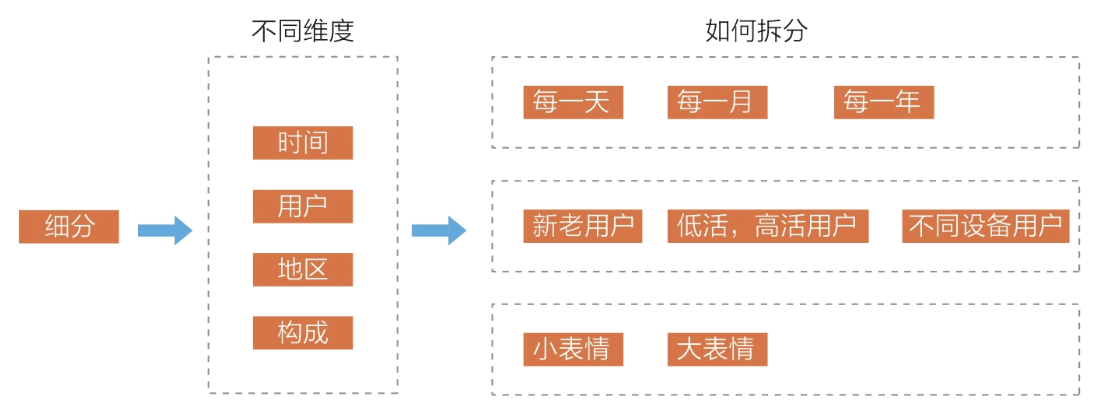 不同维度
如何拆分
细分
时间
用户
地区
构成
每一天
每一月
每一年
新老用户
低活，高活用户
不同设备用户
小表情
大表情